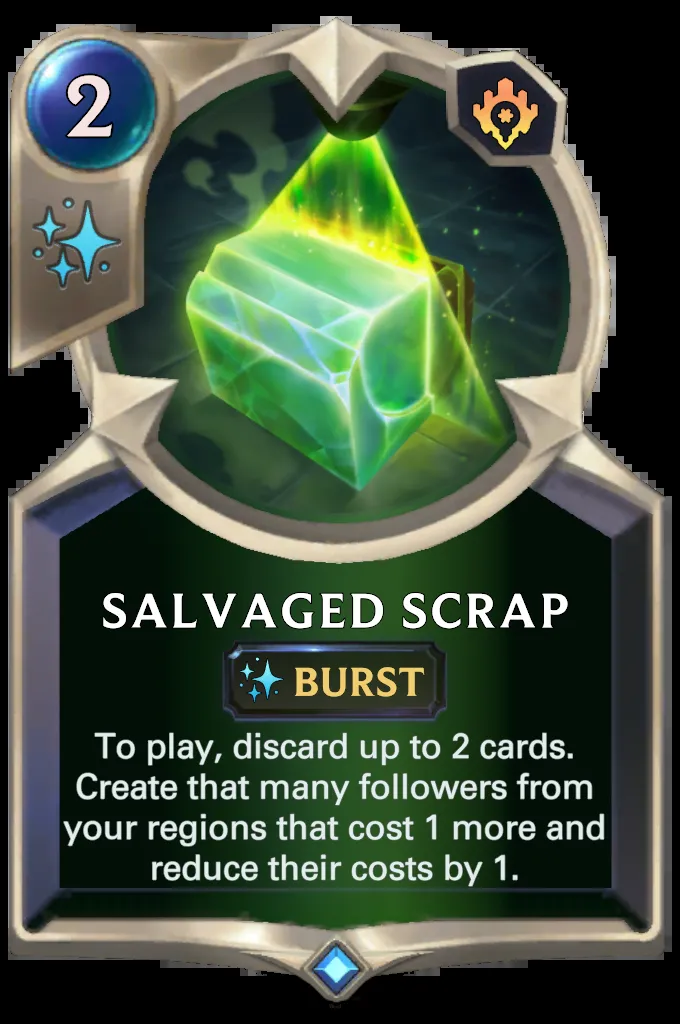 2
SALVAGED SCRAP
BURST
To play, discard up to 2 cards.
Create that many followers from
your regions that cost 1 more and
reduce their costs by 1.